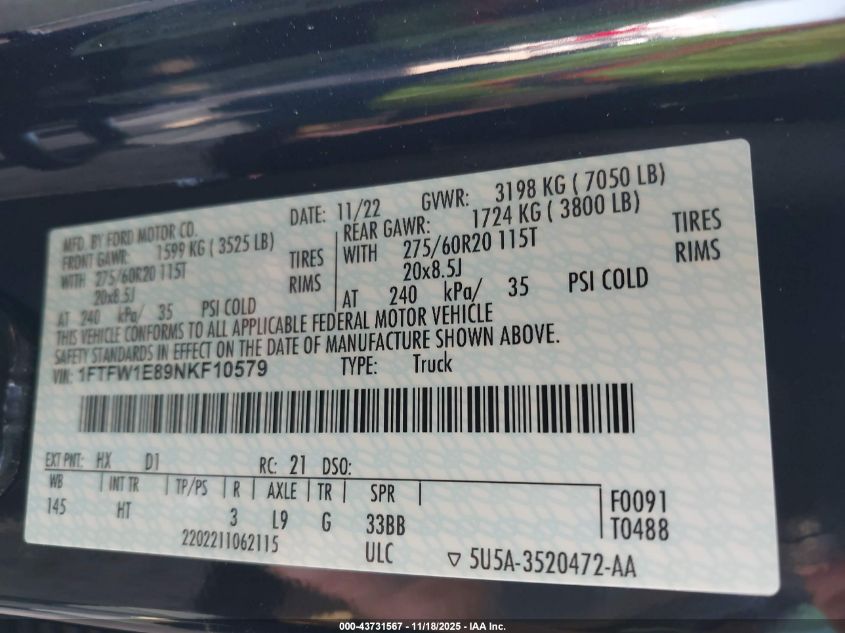 MFD. BY FORD MOTOR CO.
DATE: 11/22
GVWR: 3198 KG ( 7050 LB)
FRONT GAWR: 1599 KG ( 3525 LB)
WITH 275/60R20 115T TIRES
20x8.5J RIMS
AT 240 kPa/ 35 PSI COLD
REAR GAWR: 1724 KG ( 3800 LB)
WITH 275/60R20 115T TIRES
20x8.5J RIMS
AT 240 kPa/ 35 PSI COLD
THIS VEHICLE CONFORMS TO ALL APPLICABLE FEDERAL MOTOR VEHICLE
SAFETY STANDARDS IN EFFECT ON THE DATE OF MANUFACTURE SHOWN ABOVE.
VIN: 1FTFW1E89NKF10579
TYPE: Truck
EXT PNT: HX D1 RC: 21 DSO:
WB | INT TR | TP/PS | R | AXLE | TR | SPR
145 HT 3 L9 G 33BB
F0091
T0488
2202211062115
ULC
▽ 5U5A-3520472-AA
000-43731567 — 11/18/2025 — IAA Inc.